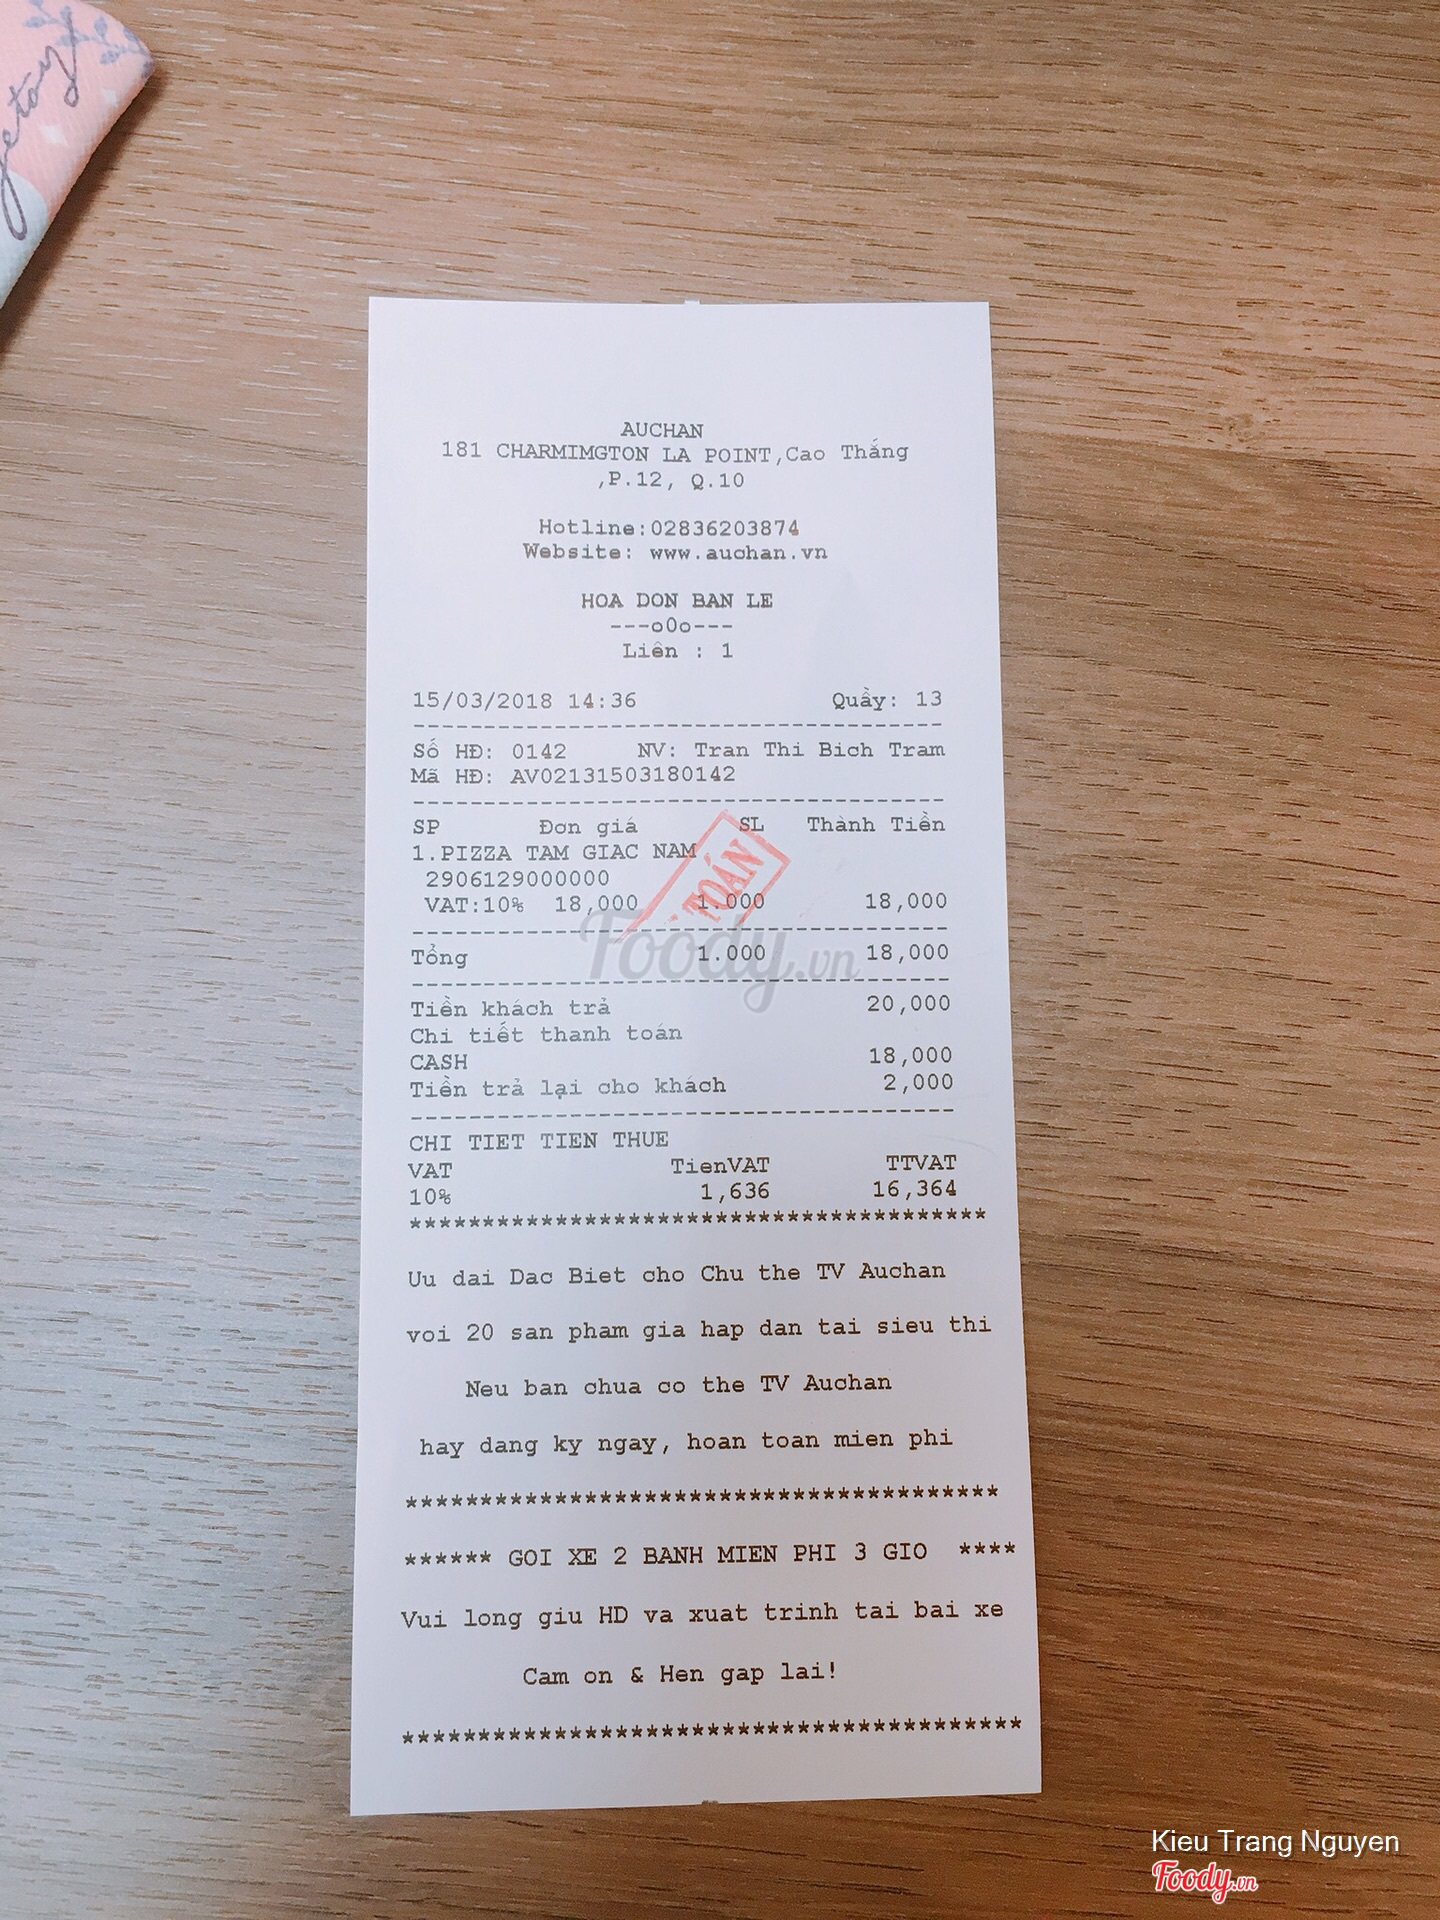 getay
AUCHAN
181 CHARMIMGTON LA POINT,Cao Thắng
,P.12, Q.10
Hotline:02836203874
Website: www.auchan.vn
HOA DON BAN LE
---o0o---
Liên : 1
15/03/2018 14:36 Quầy: 13
-------------------------------------
Số HĐ: 0142 NV: Tran Thi Bich Tram
Mã HĐ: AV02131503180142
-------------------------------------
SP Đơn giá SL Thành Tiền
1.PIZZA TAM GIAC NAM
2906129000000
VAT:10% 18,000 1.000 18,000
TOÁN
-------------------------------------
Tổng 1.000 18,000
Foody.vn
-------------------------------------
Tiền khách trả 20,000
Chi tiết thanh toán
CASH 18,000
Tiền trả lại cho khách 2,000
-------------------------------------
CHI TIET TIEN THUE
VAT TienVAT TTVAT
10% 1,636 16,364
****************************************
Uu dai Dac Biet cho Chu the TV Auchan
voi 20 san pham gia hap dan tai sieu thi
Neu ban chua co the TV Auchan
hay dang ky ngay, hoan toan mien phi
****************************************
****** GOI XE 2 BANH MIEN PHI 3 GIO ****
Vui long giu HD va xuat trinh tai bai xe
Cam on & Hen gap lai!
****************************************
Kieu Trang Nguyen
Foody.vn